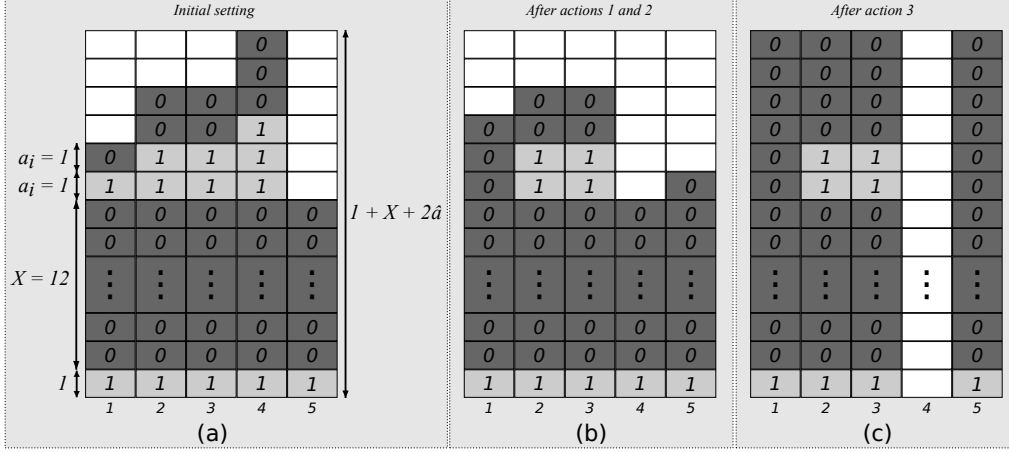 Initial setting
0
0
0 0 0
0 0 1
aᵢ = 1 0 1 1 1
aᵢ = 1 1 1 1 1
0 0 0 0 0
1 + X + 2â
0 0 0 0 0
X = 12 ⋮ ⋮ ⋮ ⋮ ⋮
0 0 0 0 0
0 0 0 0 0
1 1 1 1 1 1
1 2 3 4 5
(a)
After actions 1 and 2
0 0
0 0 0
0 1 1
0 1 1 0
0 0 0 0 0
0 0 0 0 0
⋮ ⋮ ⋮ ⋮ ⋮
0 0 0 0 0
0 0 0 0 0
1 1 1 1 1
1 2 3 4 5
(b)
After action 3
0 0 0 0
0 0 0 0
0 0 0 0
0 0 0 0
0 1 1 0
0 1 1 0
0 0 0 0
0 0 0 0
⋮ ⋮ ⋮ ⋮ ⋮
0 0 0 0
0 0 0 0
1 1 1 1
1 2 3 4 5
(c)